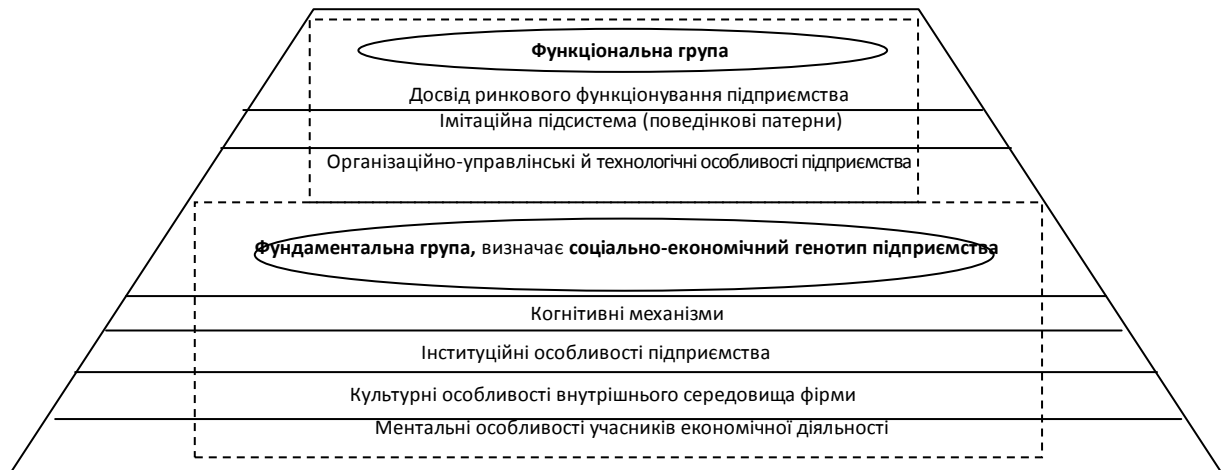 Функціональна група
Досвід ринкового функціонування підприємства
Імітаційна підсистема (поведінкові патерни)
Організаційно-управлінські й технологічні особливості підприємства
Фундаментальна група, визначає соціально-економічний генотип підприємства
Когнітивні механізми
Інституційні особливості підприємства
Культурні особливості внутрішнього середовища фірми
Ментальні особливості учасників економічної діяльності